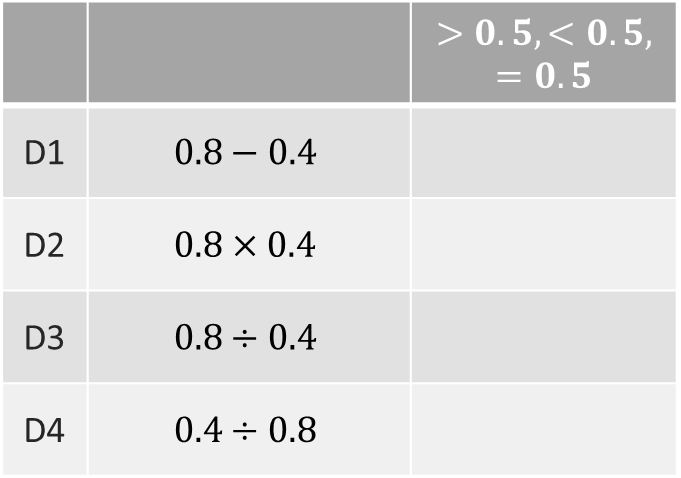 > 0.5, < 0.5,
= 0.5
D1 0.8 − 0.4
D2 0.8 × 0.4
D3 0.8 ÷ 0.4
D4 0.4 ÷ 0.8